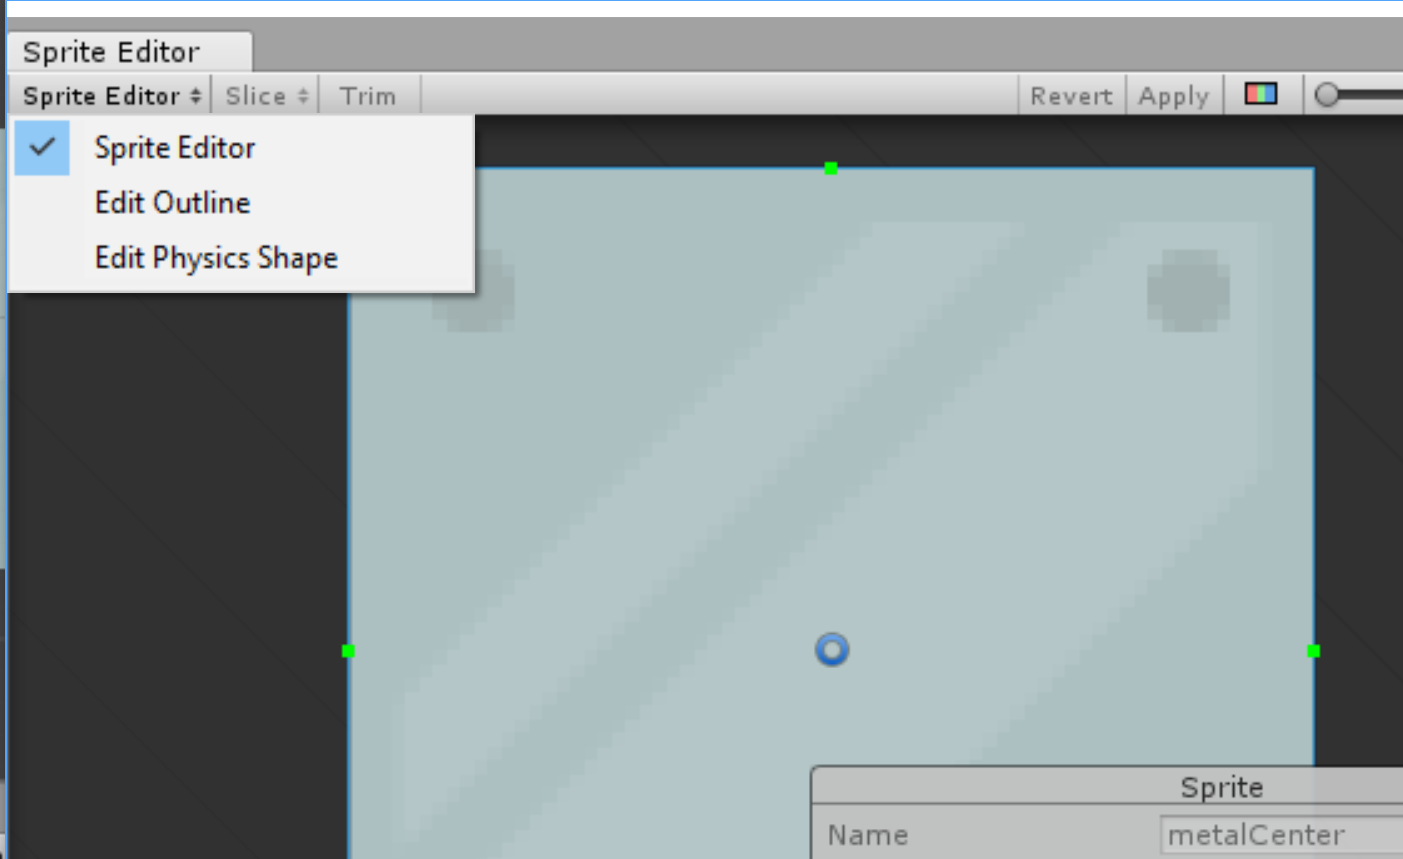 Sprite Editor
Sprite Editor Slice Trim Revert Apply
Sprite Editor
Edit Outline
Edit Physics Shape
Sprite
Name metalCenter